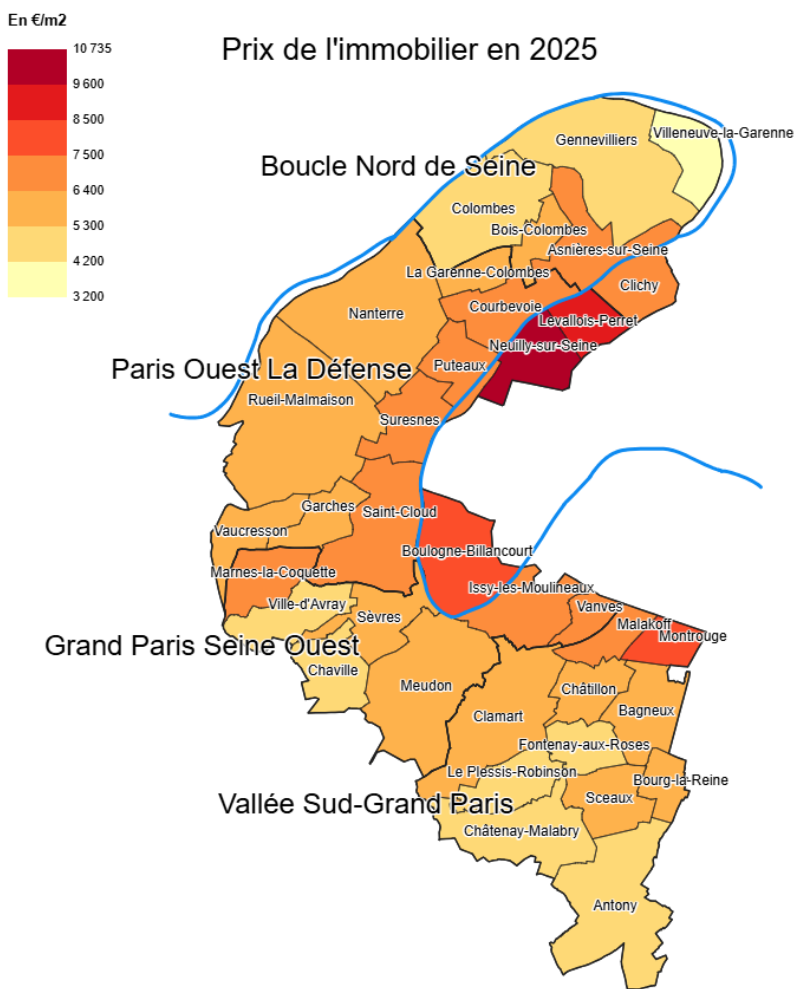 En €/m2
10 735
9 600
8 500
7 500
6 400
5 300
4 200
3 200
Prix de l'immobilier en 2025
Villeneuve-la-Garenne
Gennevilliers
Boucle Nord de Seine
Colombes
Bois-Colombes
Asnières-sur-Seine
La Garenne-Colombes
Clichy
Courbevoie
Nanterre
Levallois-Perret
Neuilly-sur-Seine
Puteaux
Paris Ouest La Défense
Rueil-Malmaison
Suresnes
Garches
Saint-Cloud
Vaucresson
Boulogne-Billancourt
Marnes-la-Coquette
Issy-les-Moulineaux
Ville-d'Avray
Vanves
Sèvres
Malakoff
Montrouge
Grand Paris Seine Ouest
Chaville
Meudon
Châtillon
Bagneux
Clamart
Fontenay-aux-Roses
Le Plessis-Robinson
Bourg-la-Reine
Sceaux
Vallée Sud-Grand Paris
Châtenay-Malabry
Antony